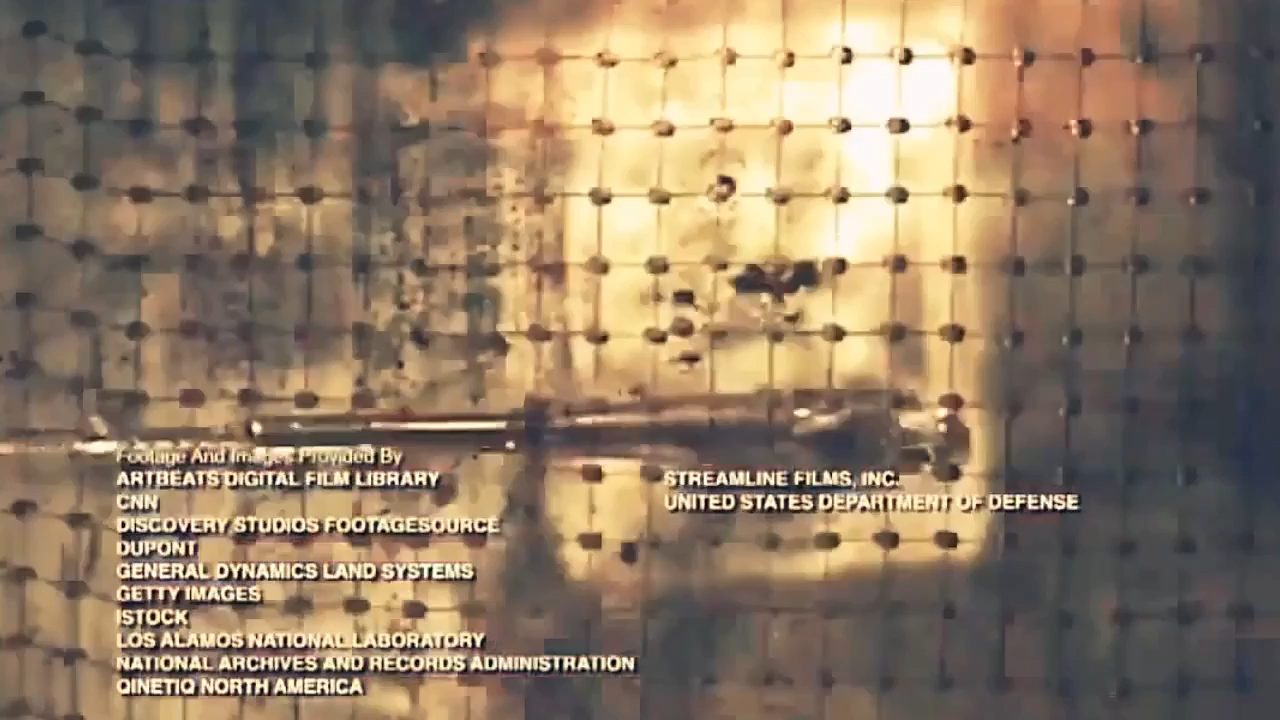 Footage And Images Provided By
ARTBEATS DIGITAL FILM LIBRARY
CNN
DISCOVERY STUDIOS FOOTAGESOURCE
DUPONT
GENERAL DYNAMICS LAND SYSTEMS
GETTY IMAGES
ISTOCK
LOS ALAMOS NATIONAL LABORATORY
NATIONAL ARCHIVES AND RECORDS ADMINISTRATION
QINETIQ NORTH AMERICA
STREAMLINE FILMS, INC.
UNITED STATES DEPARTMENT OF DEFENSE